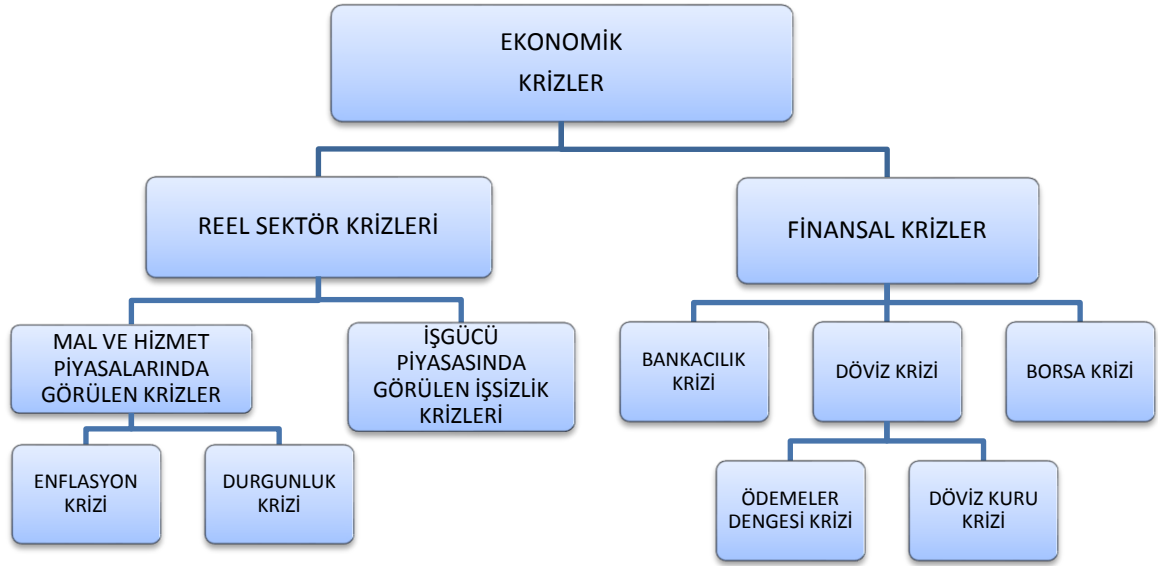 EKONOMİK
KRİZLER
REEL SEKTÖR KRİZLERİ
FİNANSAL KRİZLER
MAL VE HİZMET
PİYASALARINDA
GÖRÜLEN KRİZLER
İŞGÜCÜ
PİYASASINDA
GÖRÜLEN İŞSİZLİK
KRİZLERİ
BANKACILIK
KRİZİ
DÖVİZ KRİZİ
BORSA KRİZİ
ENFLASYON
KRİZİ
DURGUNLUK
KRİZİ
ÖDEMELER
DENGESİ KRİZİ
DÖVİZ KURU
KRİZİ